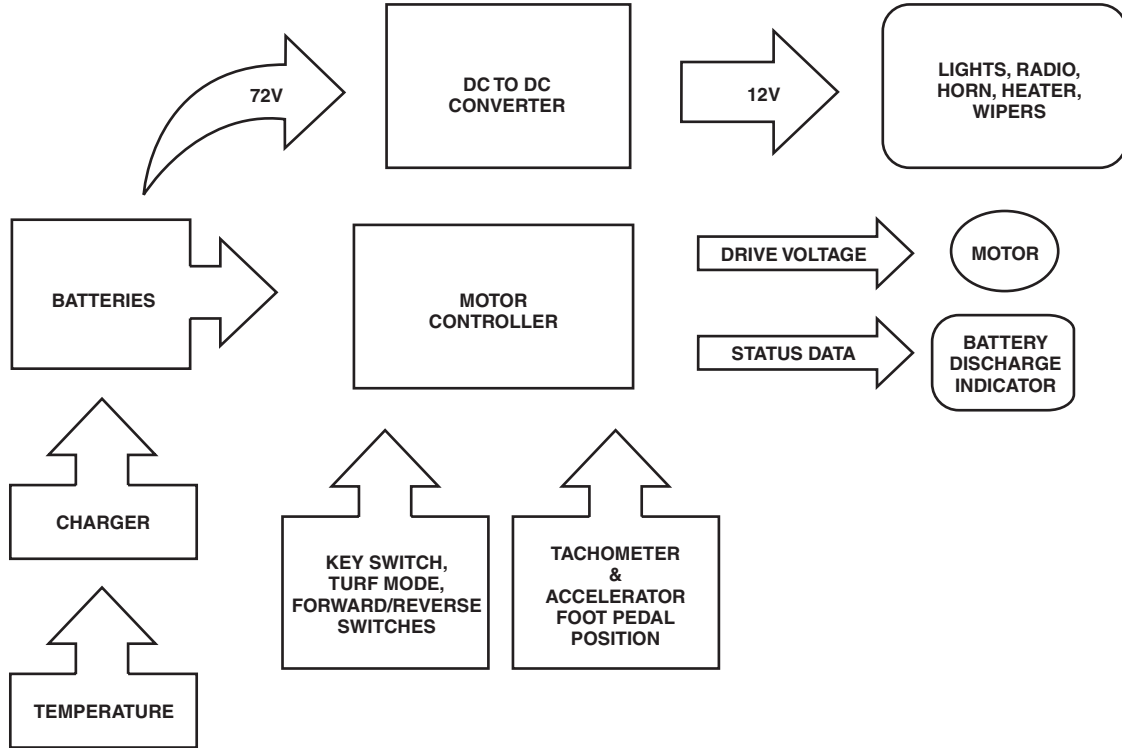 72V
DC TO DC
CONVERTER
12V
LIGHTS, RADIO,
HORN, HEATER,
WIPERS
BATTERIES
MOTOR
CONTROLLER
DRIVE VOLTAGE
MOTOR
STATUS DATA
BATTERY
DISCHARGE
INDICATOR
CHARGER
KEY SWITCH,
TURF MODE,
FORWARD/REVERSE
SWITCHES
TACHOMETER
&
ACCELERATOR
FOOT PEDAL
POSITION
TEMPERATURE